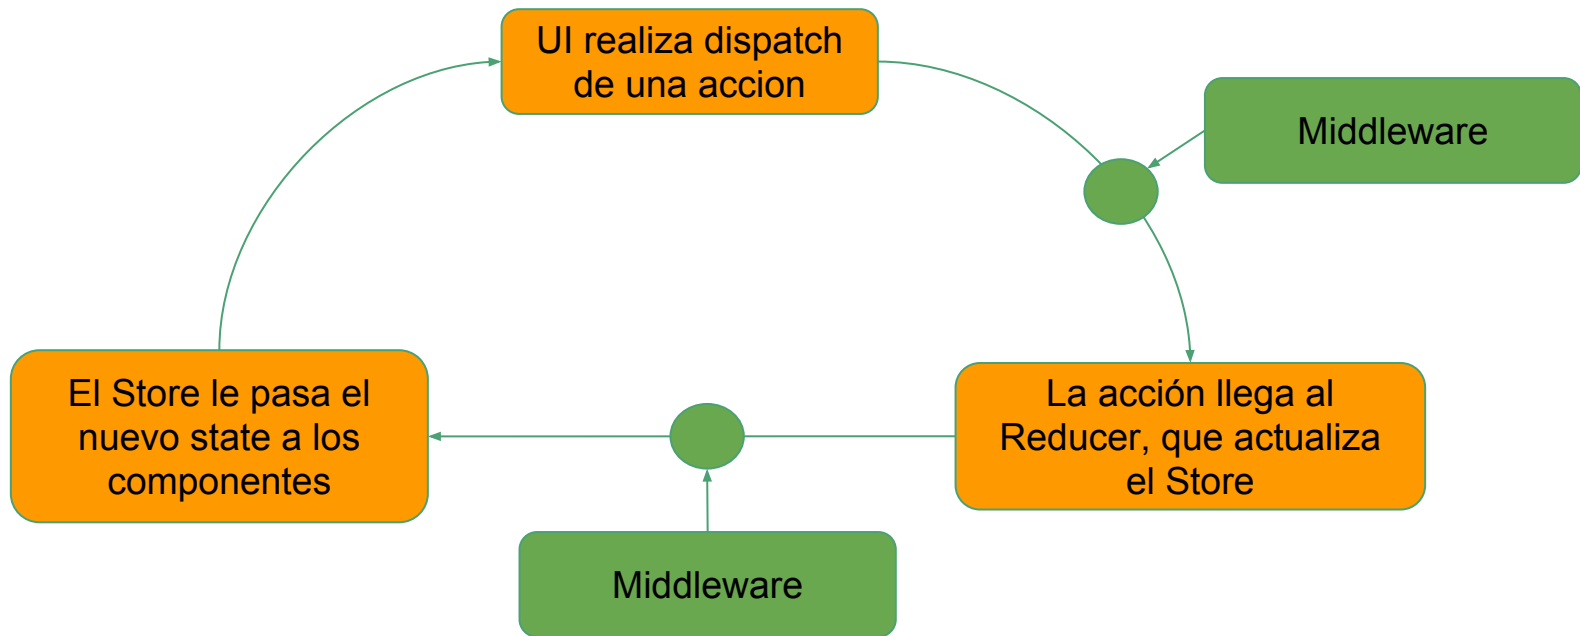 UI realiza dispatch
de una accion
Middleware
El Store le pasa el
nuevo state a los
componentes
La acción llega al
Reducer, que actualiza
el Store
Middleware